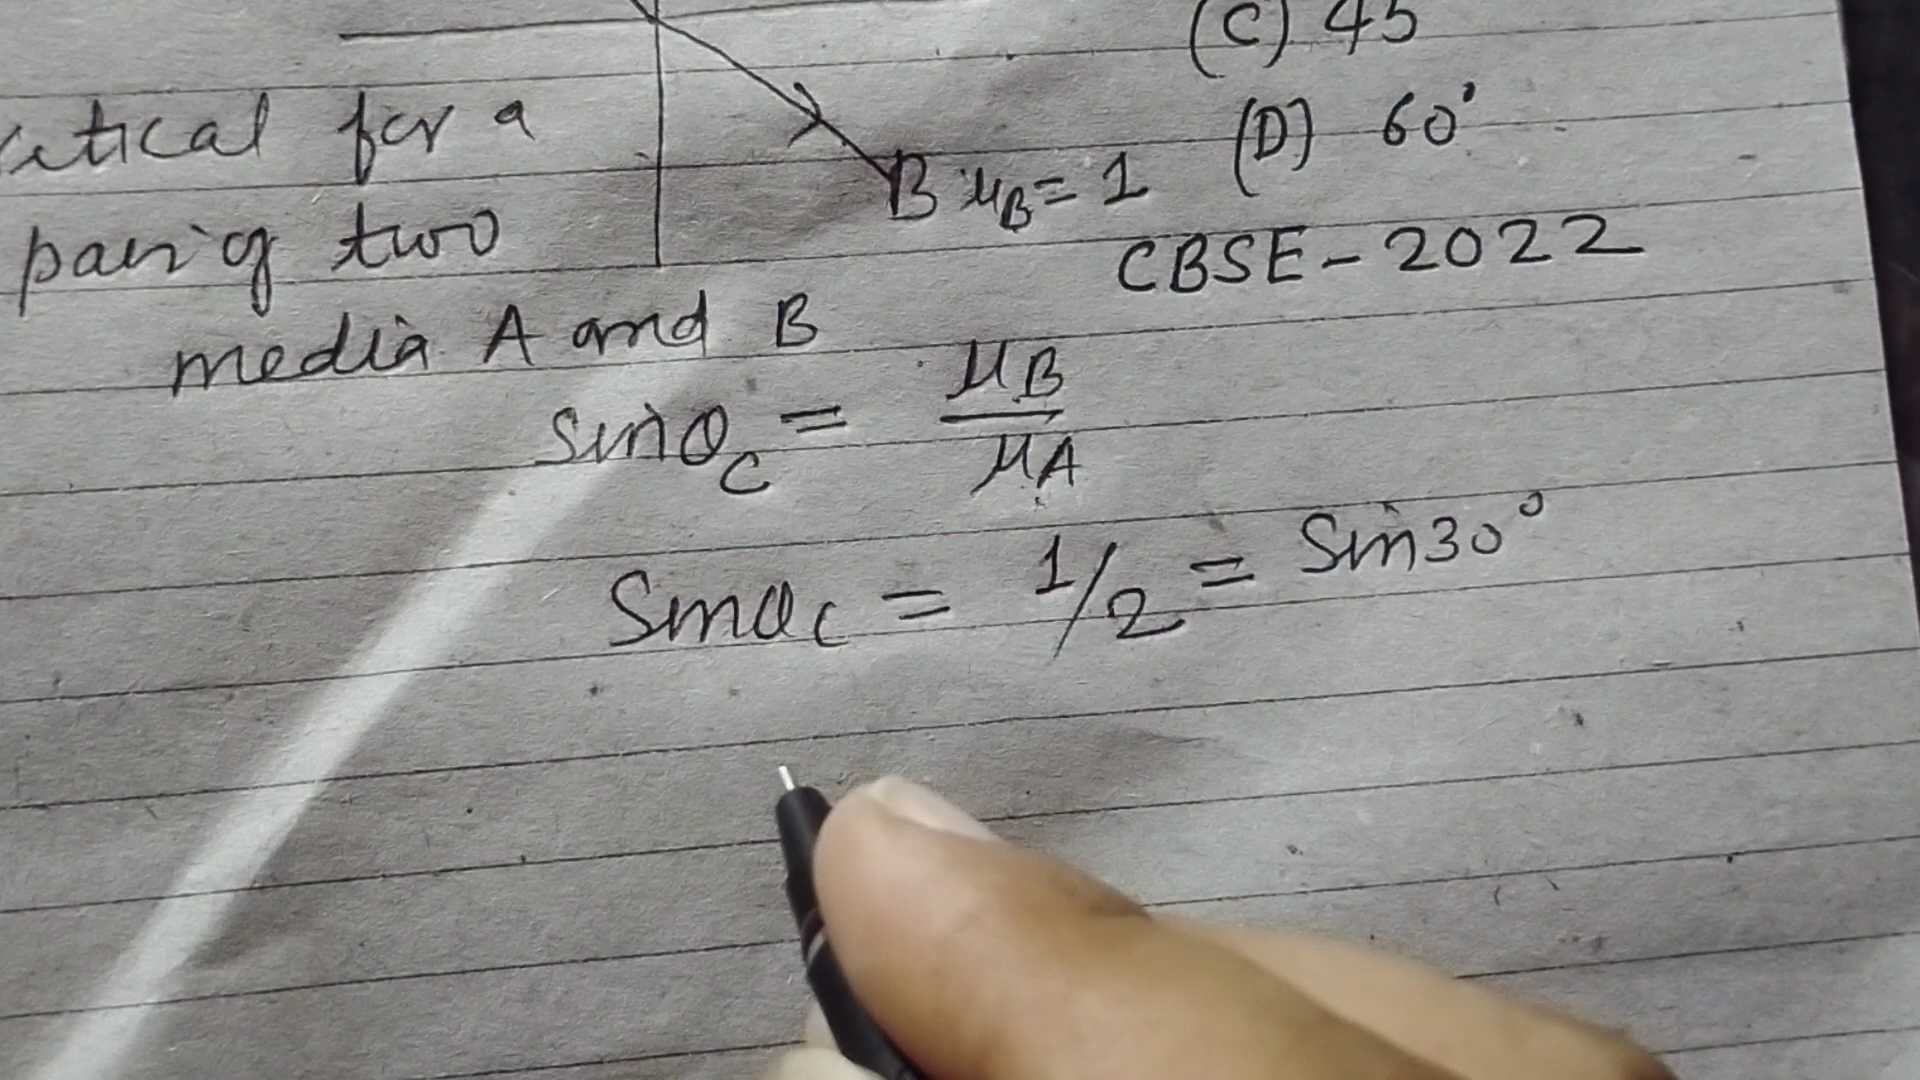 (C) 45
(D) 60°
for a
B μB = 1
pair of two
CBSE - 2022
media A and B
sinθc = μB/μA
Sinθc = 1/2 = Sin30°